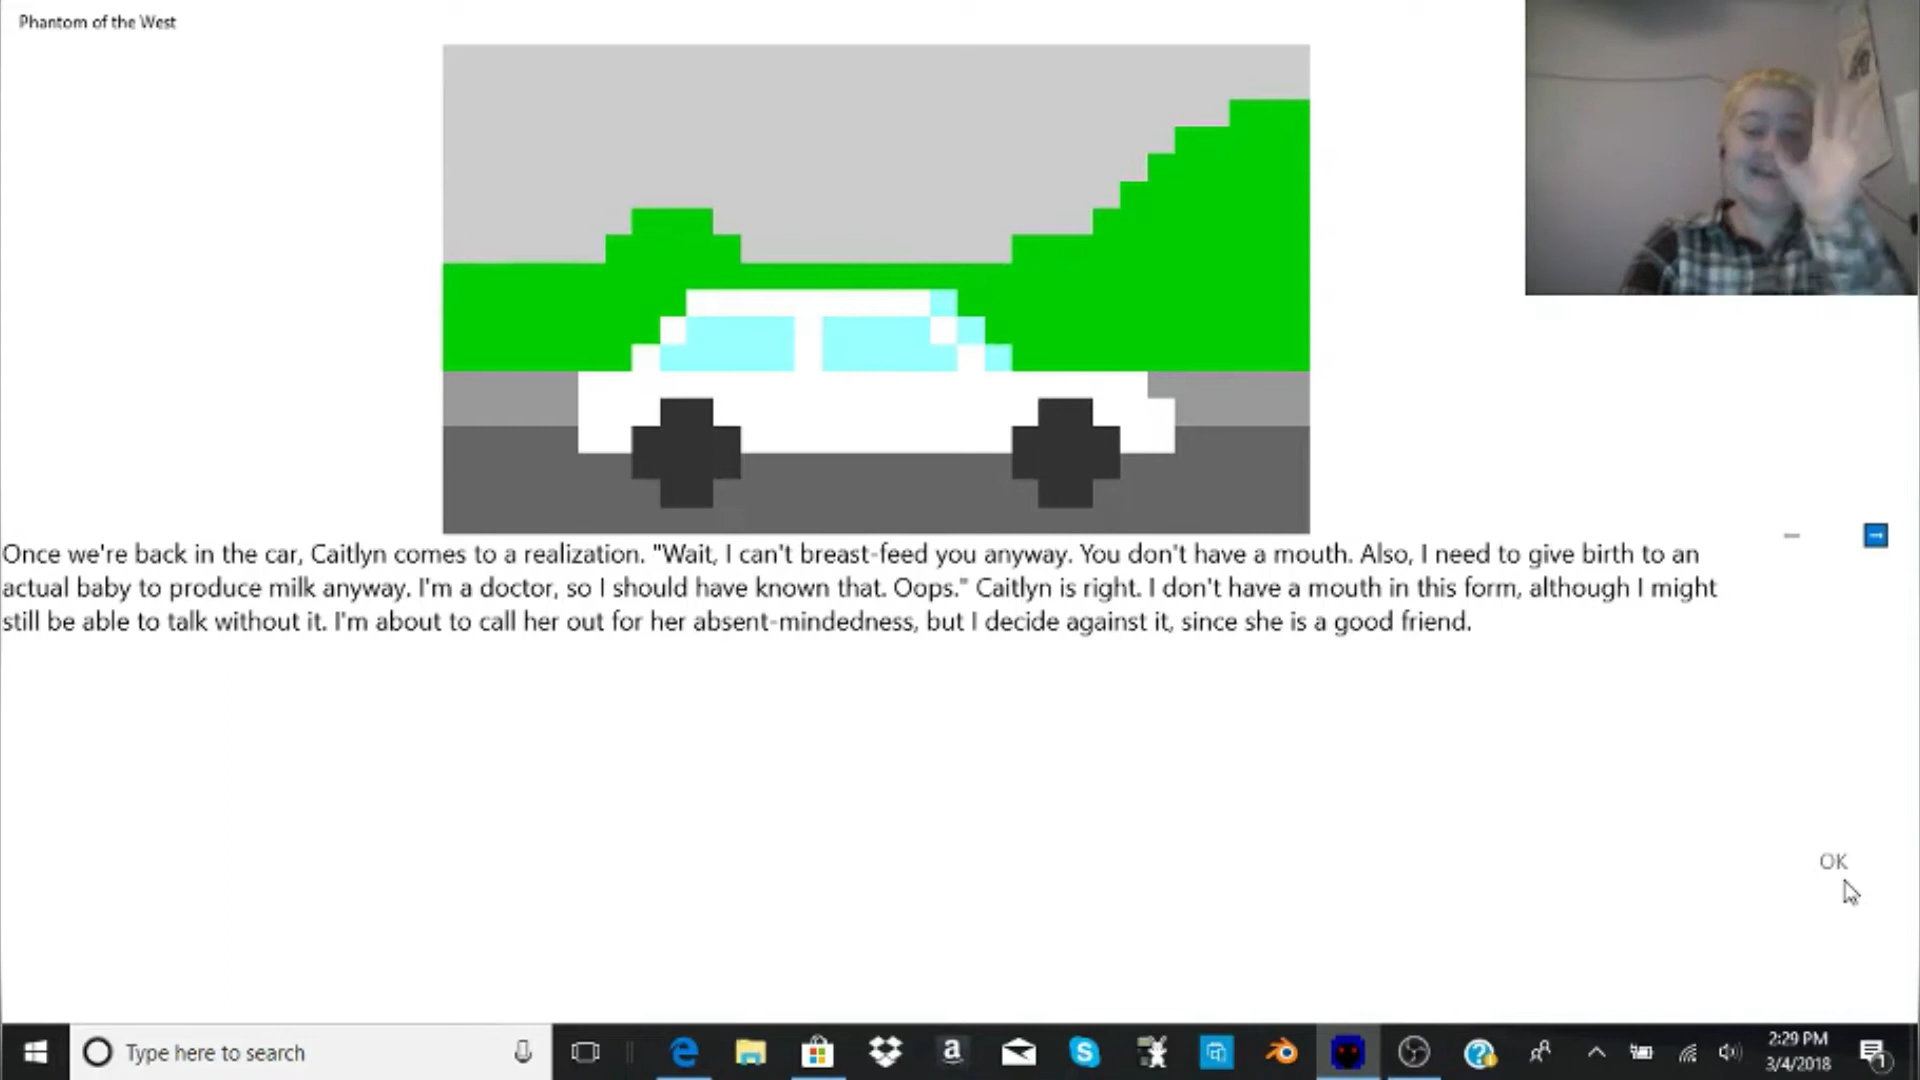 Phantom of the West
Once we're back in the car, Caitlyn comes to a realization. "Wait, I can't breast-feed you anyway. You don't have a mouth. Also, I need to give birth to an
actual baby to produce milk anyway. I'm a doctor, so I should have known that. Oops." Caitlyn is right. I don't have a mouth in this form, although I might
still be able to talk without it. I'm about to call her out for her absent-mindedness, but I decide against it, since she is a good friend.
OK
Type here to search
2:29 PM
3/4/2018
1